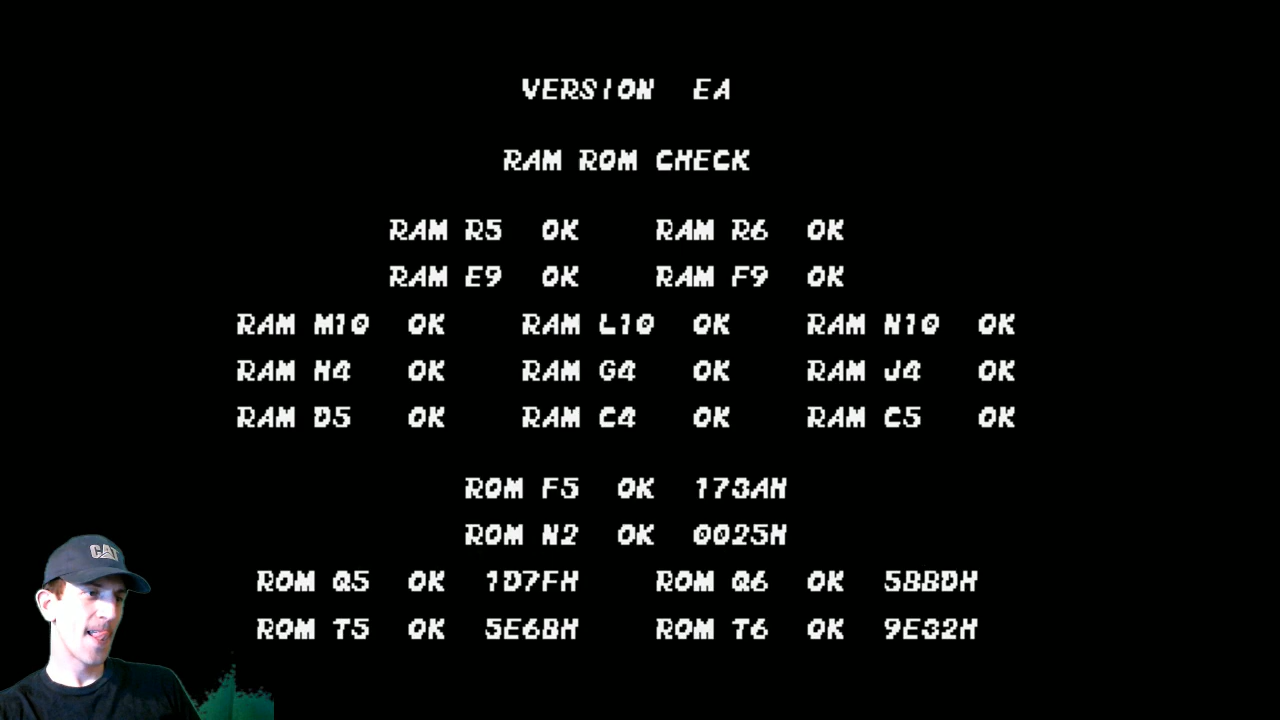 VERSION EA
RAM ROM CHECK
RAM R5 OK RAM R6 OK
RAM E9 OK RAM F9 OK
RAM M10 OK RAM L10 OK RAM N10 OK
RAM H4 OK RAM G4 OK RAM J4 OK
RAM D5 OK RAM C4 OK RAM C5 OK
ROM F5 OK 173AH
ROM N2 OK 0025H
ROM Q5 OK 1D7FH ROM Q6 OK 5BBDH
ROM T5 OK 5E6BH ROM T6 OK 9E32H
CAT